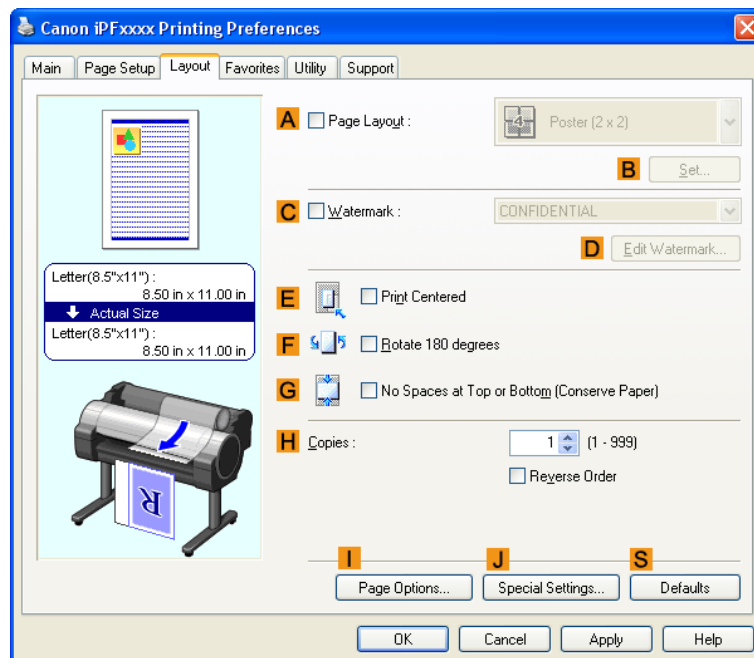 Canon iPFxxxx Printing Preferences
Main Page Setup Layout Favorites Utility Support
A Page Layout : 4 Poster (2 x 2)
B Set...
C Watermark : CONFIDENTIAL
D Edit Watermark...
Letter(8.5"x11") :
8.50 in x 11.00 in
Actual Size
Letter(8.5"x11") :
8.50 in x 11.00 in
E Print Centered
F Rotate 180 degrees
G No Spaces at Top or Bottom (Conserve Paper)
H Copies : 1 (1 - 999)
Reverse Order
R
I J S
Page Options... Special Settings... Defaults
OK Cancel Apply Help